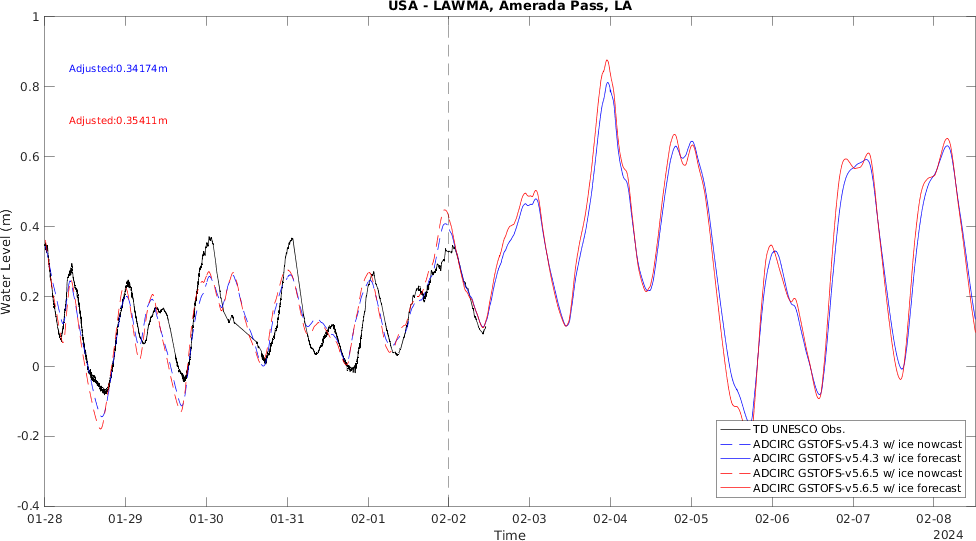 USA - LAWMA, Amerada Pass, LA
1
Adjusted:0.34174m
0.8
Adjusted:0.35411m
0.6
0.4
0.2
0
-0.2
-0.4
Water Level (m)
TD UNESCO Obs.
ADCIRC GSTOFS-v5.4.3 w/ ice nowcast
ADCIRC GSTOFS-v5.4.3 w/ ice forecast
ADCIRC GSTOFS-v5.6.5 w/ ice nowcast
ADCIRC GSTOFS-v5.6.5 w/ ice forecast
01-28 01-29 01-30 01-31 02-01 02-02 02-03 02-04 02-05 02-06 02-07 02-08
Time
2024